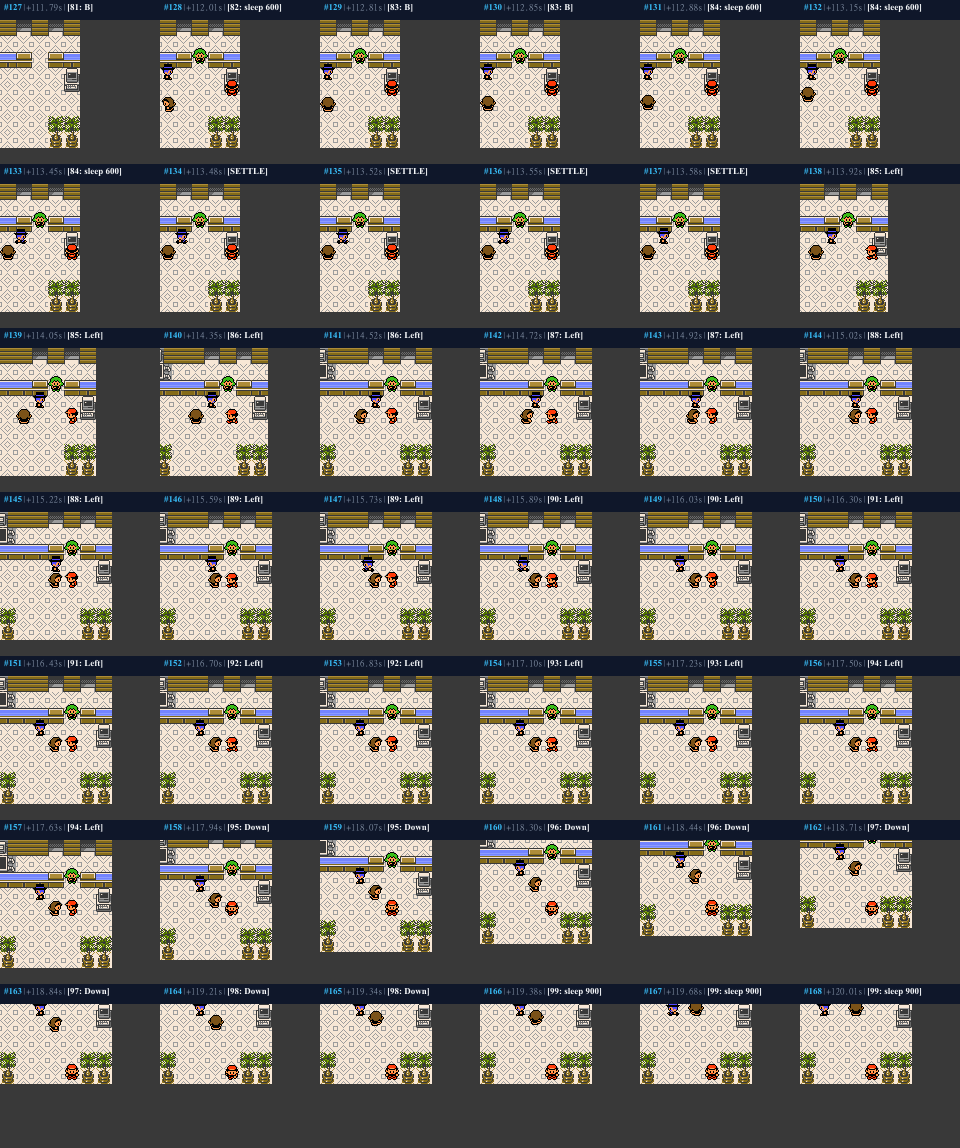 #127|+111.79s|[81: B]
#128|+112.01s|[82: sleep 600]
#129|+112.81s|[83: B]
#130|+112.85s|[83: B]
#131|+112.88s|[84: sleep 600]
#132|+113.15s|[84: sleep 600]
#133|+113.45s|[84: sleep 600]
#134|+113.48s|[SETTLE]
#135|+113.52s|[SETTLE]
#136|+113.55s|[SETTLE]
#137|+113.58s|[SETTLE]
#138|+113.92s|[85: Left]
#139|+114.05s|[85: Left]
#140|+114.35s|[86: Left]
#141|+114.52s|[86: Left]
#142|+114.72s|[87: Left]
#143|+114.92s|[87: Left]
#144|+115.02s|[88: Left]
#145|+115.22s|[88: Left]
#146|+115.59s|[89: Left]
#147|+115.73s|[89: Left]
#148|+115.89s|[90: Left]
#149|+116.03s|[90: Left]
#150|+116.30s|[91: Left]
#151|+116.43s|[91: Left]
#152|+116.70s|[92: Left]
#153|+116.83s|[92: Left]
#154|+117.10s|[93: Left]
#155|+117.23s|[93: Left]
#156|+117.50s|[94: Left]
#157|+117.63s|[94: Left]
#158|+117.94s|[95: Down]
#159|+118.07s|[95: Down]
#160|+118.30s|[96: Down]
#161|+118.44s|[96: Down]
#162|+118.71s|[97: Down]
#163|+118.84s|[97: Down]
#164|+119.21s|[98: Down]
#165|+119.34s|[98: Down]
#166|+119.38s|[99: sleep 900]
#167|+119.68s|[99: sleep 900]
#168|+120.01s|[99: sleep 900]